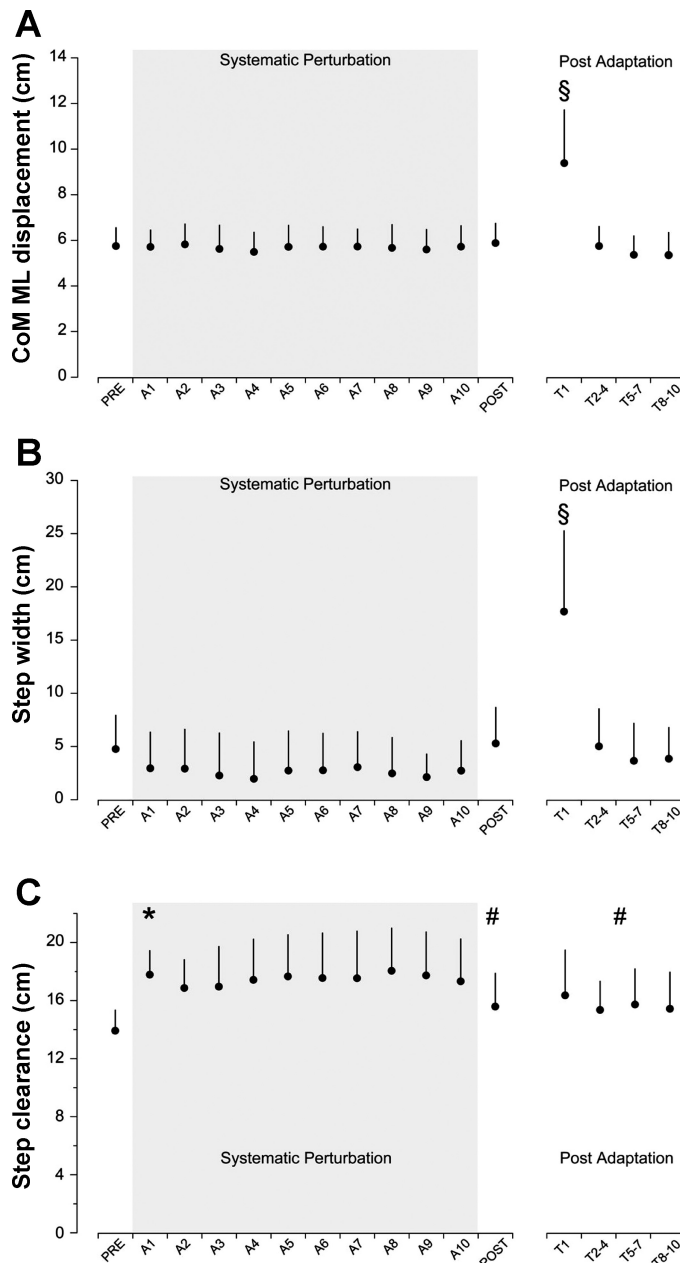 A
CoM ML displacement (cm)
14
12
10
8
6
4
2
0
Systematic Perturbation
Post Adaptation
§
PRE A1 A2 A3 A4 A5 A6 A7 A8 A9 A10 POST T1 T2-4 T5-7 T8-10
B
Step width (cm)
30
25
20
15
10
5
0
Systematic Perturbation
Post Adaptation
§
PRE A1 A2 A3 A4 A5 A6 A7 A8 A9 A10 POST T1 T2-4 T5-7 T8-10
C
Step clearance (cm)
20
16
12
8
4
0
* # #
Systematic Perturbation
Post Adaptation
PRE A1 A2 A3 A4 A5 A6 A7 A8 A9 A10 POST T1 T2-4 T5-7 T8-10